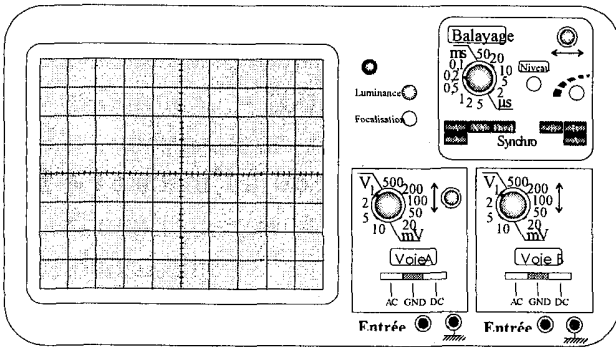 Balayage
ms 50 20
0,1 10
0,2 5
0,5 2
1 2 5 µs
Niveau
Luminance
Focalisation
Synchro
V 500 200
1 100
2 50
5 20
10 mV
Voie A
AC GND DC
Entrée
V 500 200
1 100
2 50
5 20
10 mV
Voie B
AC GND DC
Entrée